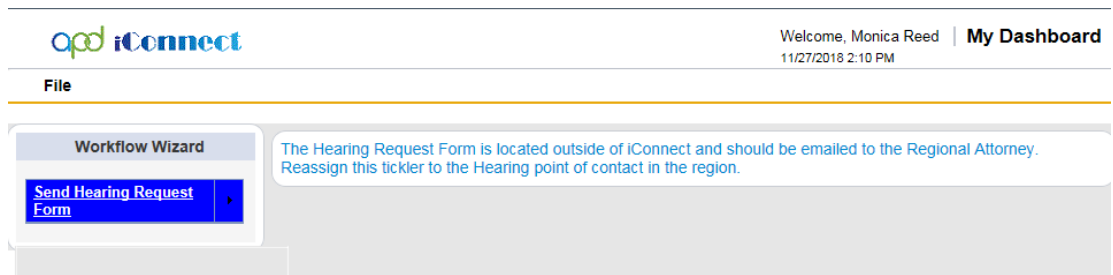 apd iConnect
Welcome, Monica Reed | My Dashboard
11/27/2018 2:10 PM
File
Workflow Wizard
Send Hearing Request
Form
The Hearing Request Form is located outside of iConnect and should be emailed to the Regional Attorney.
Reassign this tickler to the Hearing point of contact in the region.